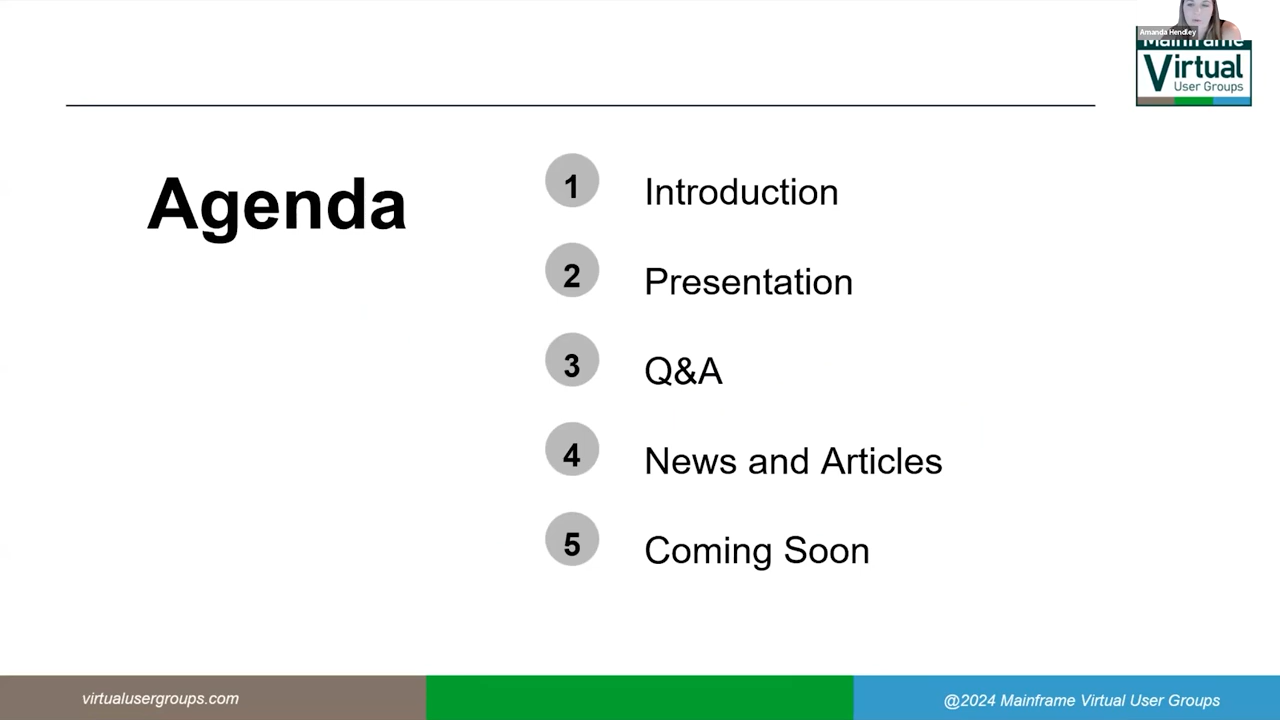 Amanda Hendley
Mainframe
Virtual
User Groups
Agenda
1 Introduction
2 Presentation
3 Q&A
4 News and Articles
5 Coming Soon
virtualusergroups.com
@2024 Mainframe Virtual User Groups